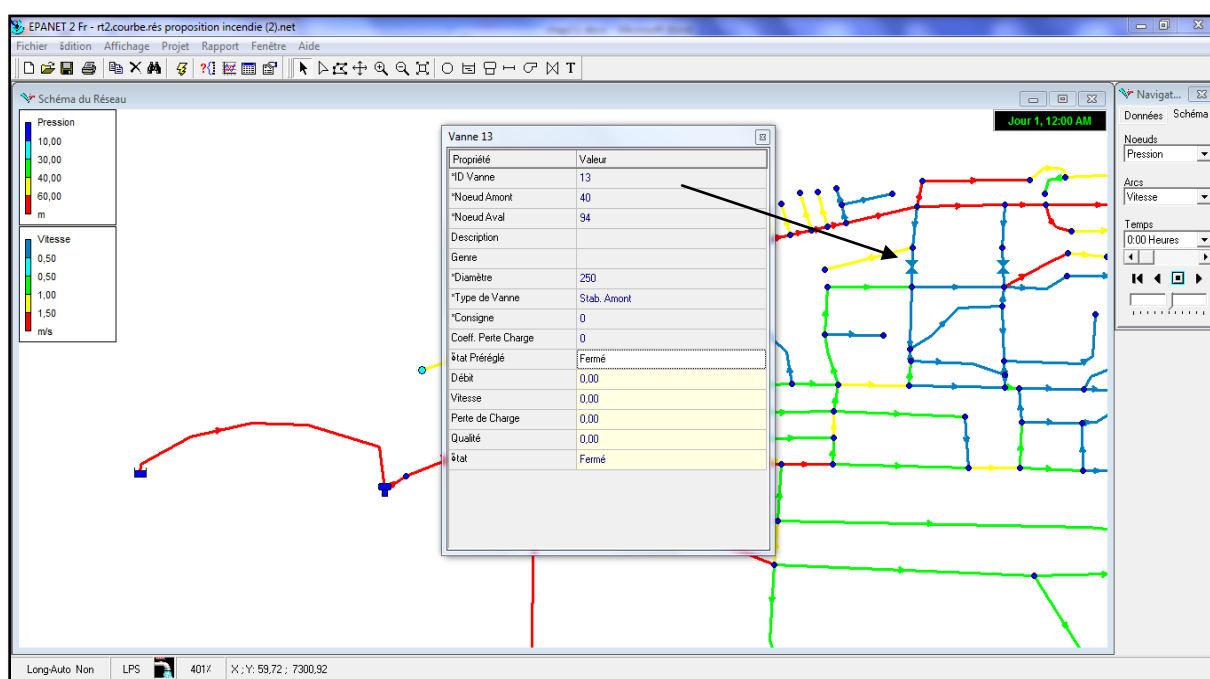 EPANET 2 Fr - rt2.courbe.rés proposition incendie (2).net
Fichier šdition Affichage Projet Rapport Fenêtre Aide
T
Schéma du Réseau
Navigat...
Jour 1, 12:00 AM
Données Schéma
Pression
10,00
30,00
40,00
60,00
m
Vitesse
0,50
0,50
1,00
1,50
m/s
Vanne 13
Propriété Valeur
*ID Vanne 13
*Noeud Amont 40
*Noeud Aval 94
Description
Genre
*Diamètre 250
*Type de Vanne Stab. Amont
*Consigne 0
Coeff. Perte Charge 0
štat Préréglé Fermé
Débit 0,00
Vitesse 0,00
Perte de Charge 0,00
Qualité 0,00
štat Fermé
Noeuds
Pression
Arcs
Vitesse
Temps
0:00 Heures
Long-Auto Non LPS 401% X ; Y: 59,72 ; 7300,92